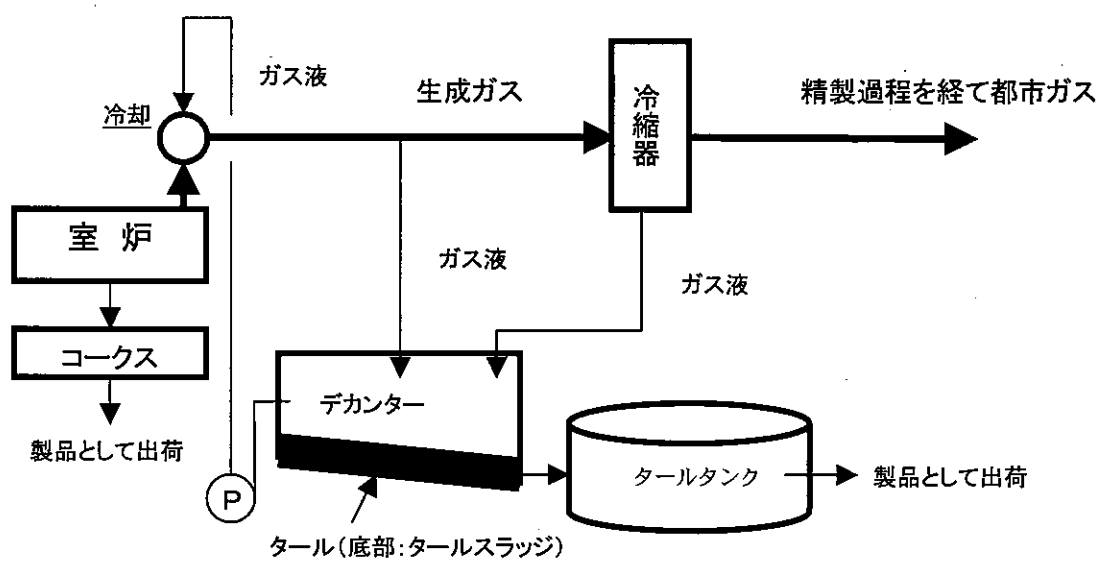 ガス液
生成ガス
冷縮器
精製過程を経て都市ガス
冷却
室 炉
ガス液
ガス液
コークス
デカンター
製品として出荷
P
タールタンク
製品として出荷
タール(底部:タールスラッジ)